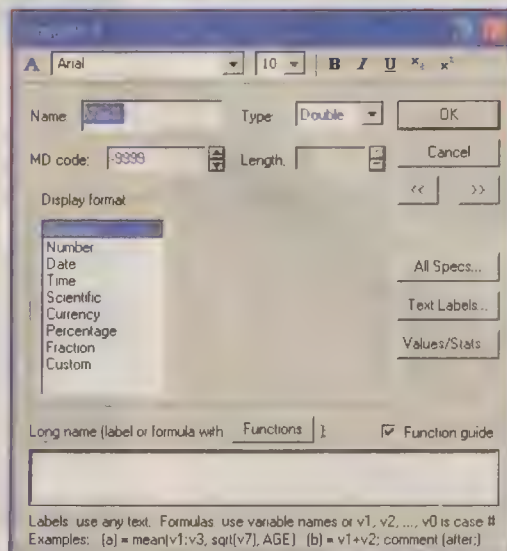 A Arial 10 B I U x₂ x²
Name: Type: Double OK
MD code: -9999 Length: Cancel
<< >>
Display format
Number
Date
Time
Scientific
Currency
Percentage
Fraction
Custom
All Specs...
Text Labels...
Values/Stats...
Long name (label or formula with Functions ): Function guide
Labels use any text. Formulas use variable names or v1, v2, ..., v0 is case #
Examples: (a) = mean(v1:v3, sqrt(v7), AGE) (b) = v1+v2; comment (after;)